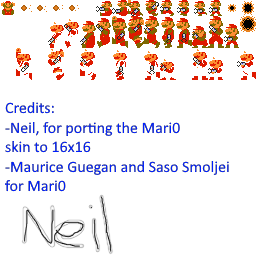 Credits:
-Neil, for porting the Mari0
skin to 16x16
-Maurice Guegan and Saso Smoljei
for Mari0
Neil